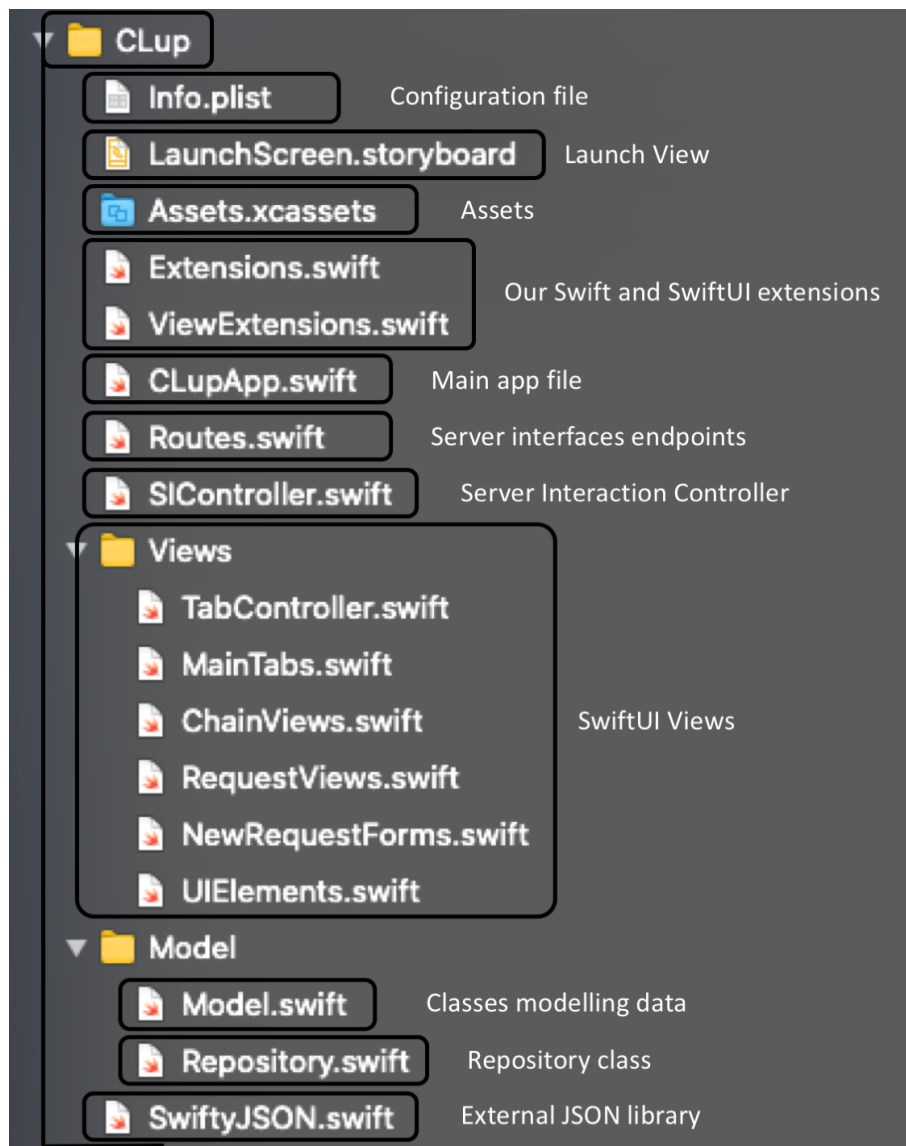 CLup
Info.plist Configuration file
LaunchScreen.storyboard Launch View
Assets.xcassets Assets
Extensions.swift
Our Swift and SwiftUI extensions
ViewExtensions.swift
CLupApp.swift Main app file
Routes.swift Server interfaces endpoints
SIController.swift Server Interaction Controller
Views
TabController.swift
MainTabs.swift
ChainViews.swift SwiftUI Views
RequestViews.swift
NewRequestForms.swift
UIElements.swift
Model
Model.swift Classes modelling data
Repository.swift Repository class
SwiftyJSON.swift External JSON library